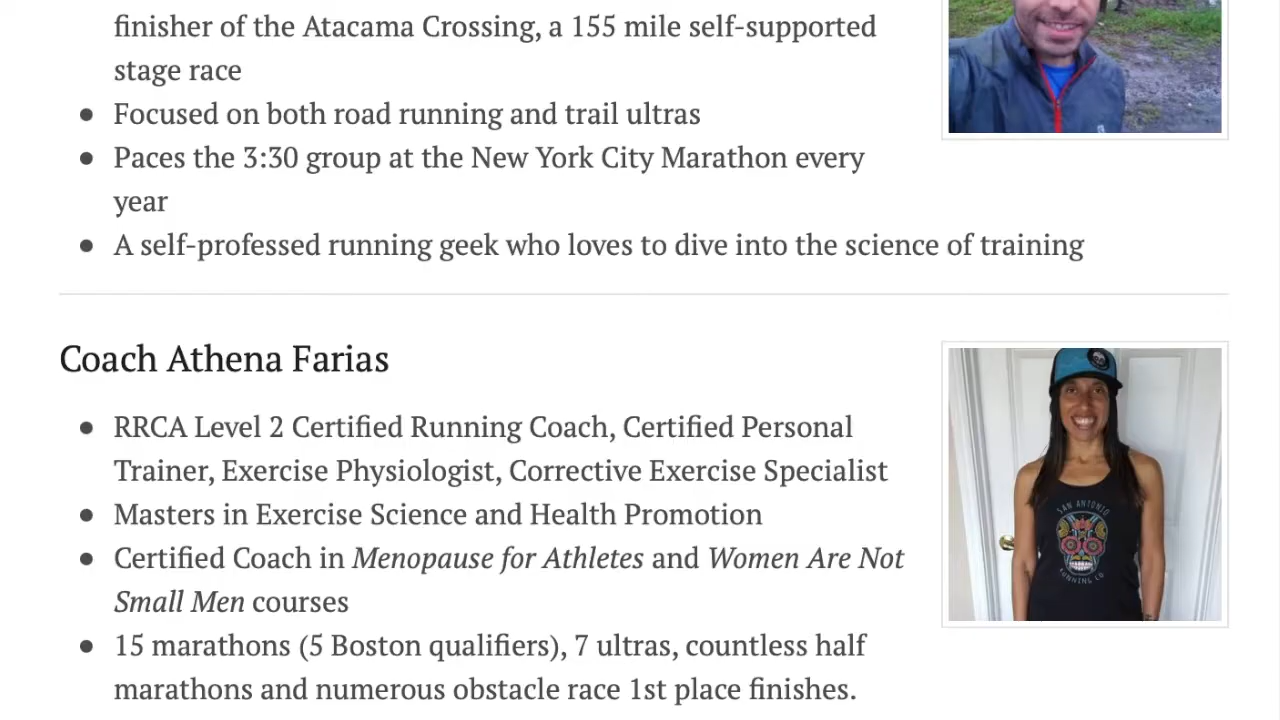 finisher of the Atacama Crossing, a 155 mile self-supported
stage race
Focused on both road running and trail ultras
Paces the 3:30 group at the New York City Marathon every
year
A self-professed running geek who loves to dive into the science of training
Coach Athena Farias
RRCA Level 2 Certified Running Coach, Certified Personal
Trainer, Exercise Physiologist, Corrective Exercise Specialist
Masters in Exercise Science and Health Promotion
Certified Coach in Menopause for Athletes and Women Are Not
Small Men courses
15 marathons (5 Boston qualifiers), 7 ultras, countless half
marathons and numerous obstacle race 1st place finishes.
SAN ANTONIO
RUNNING CO